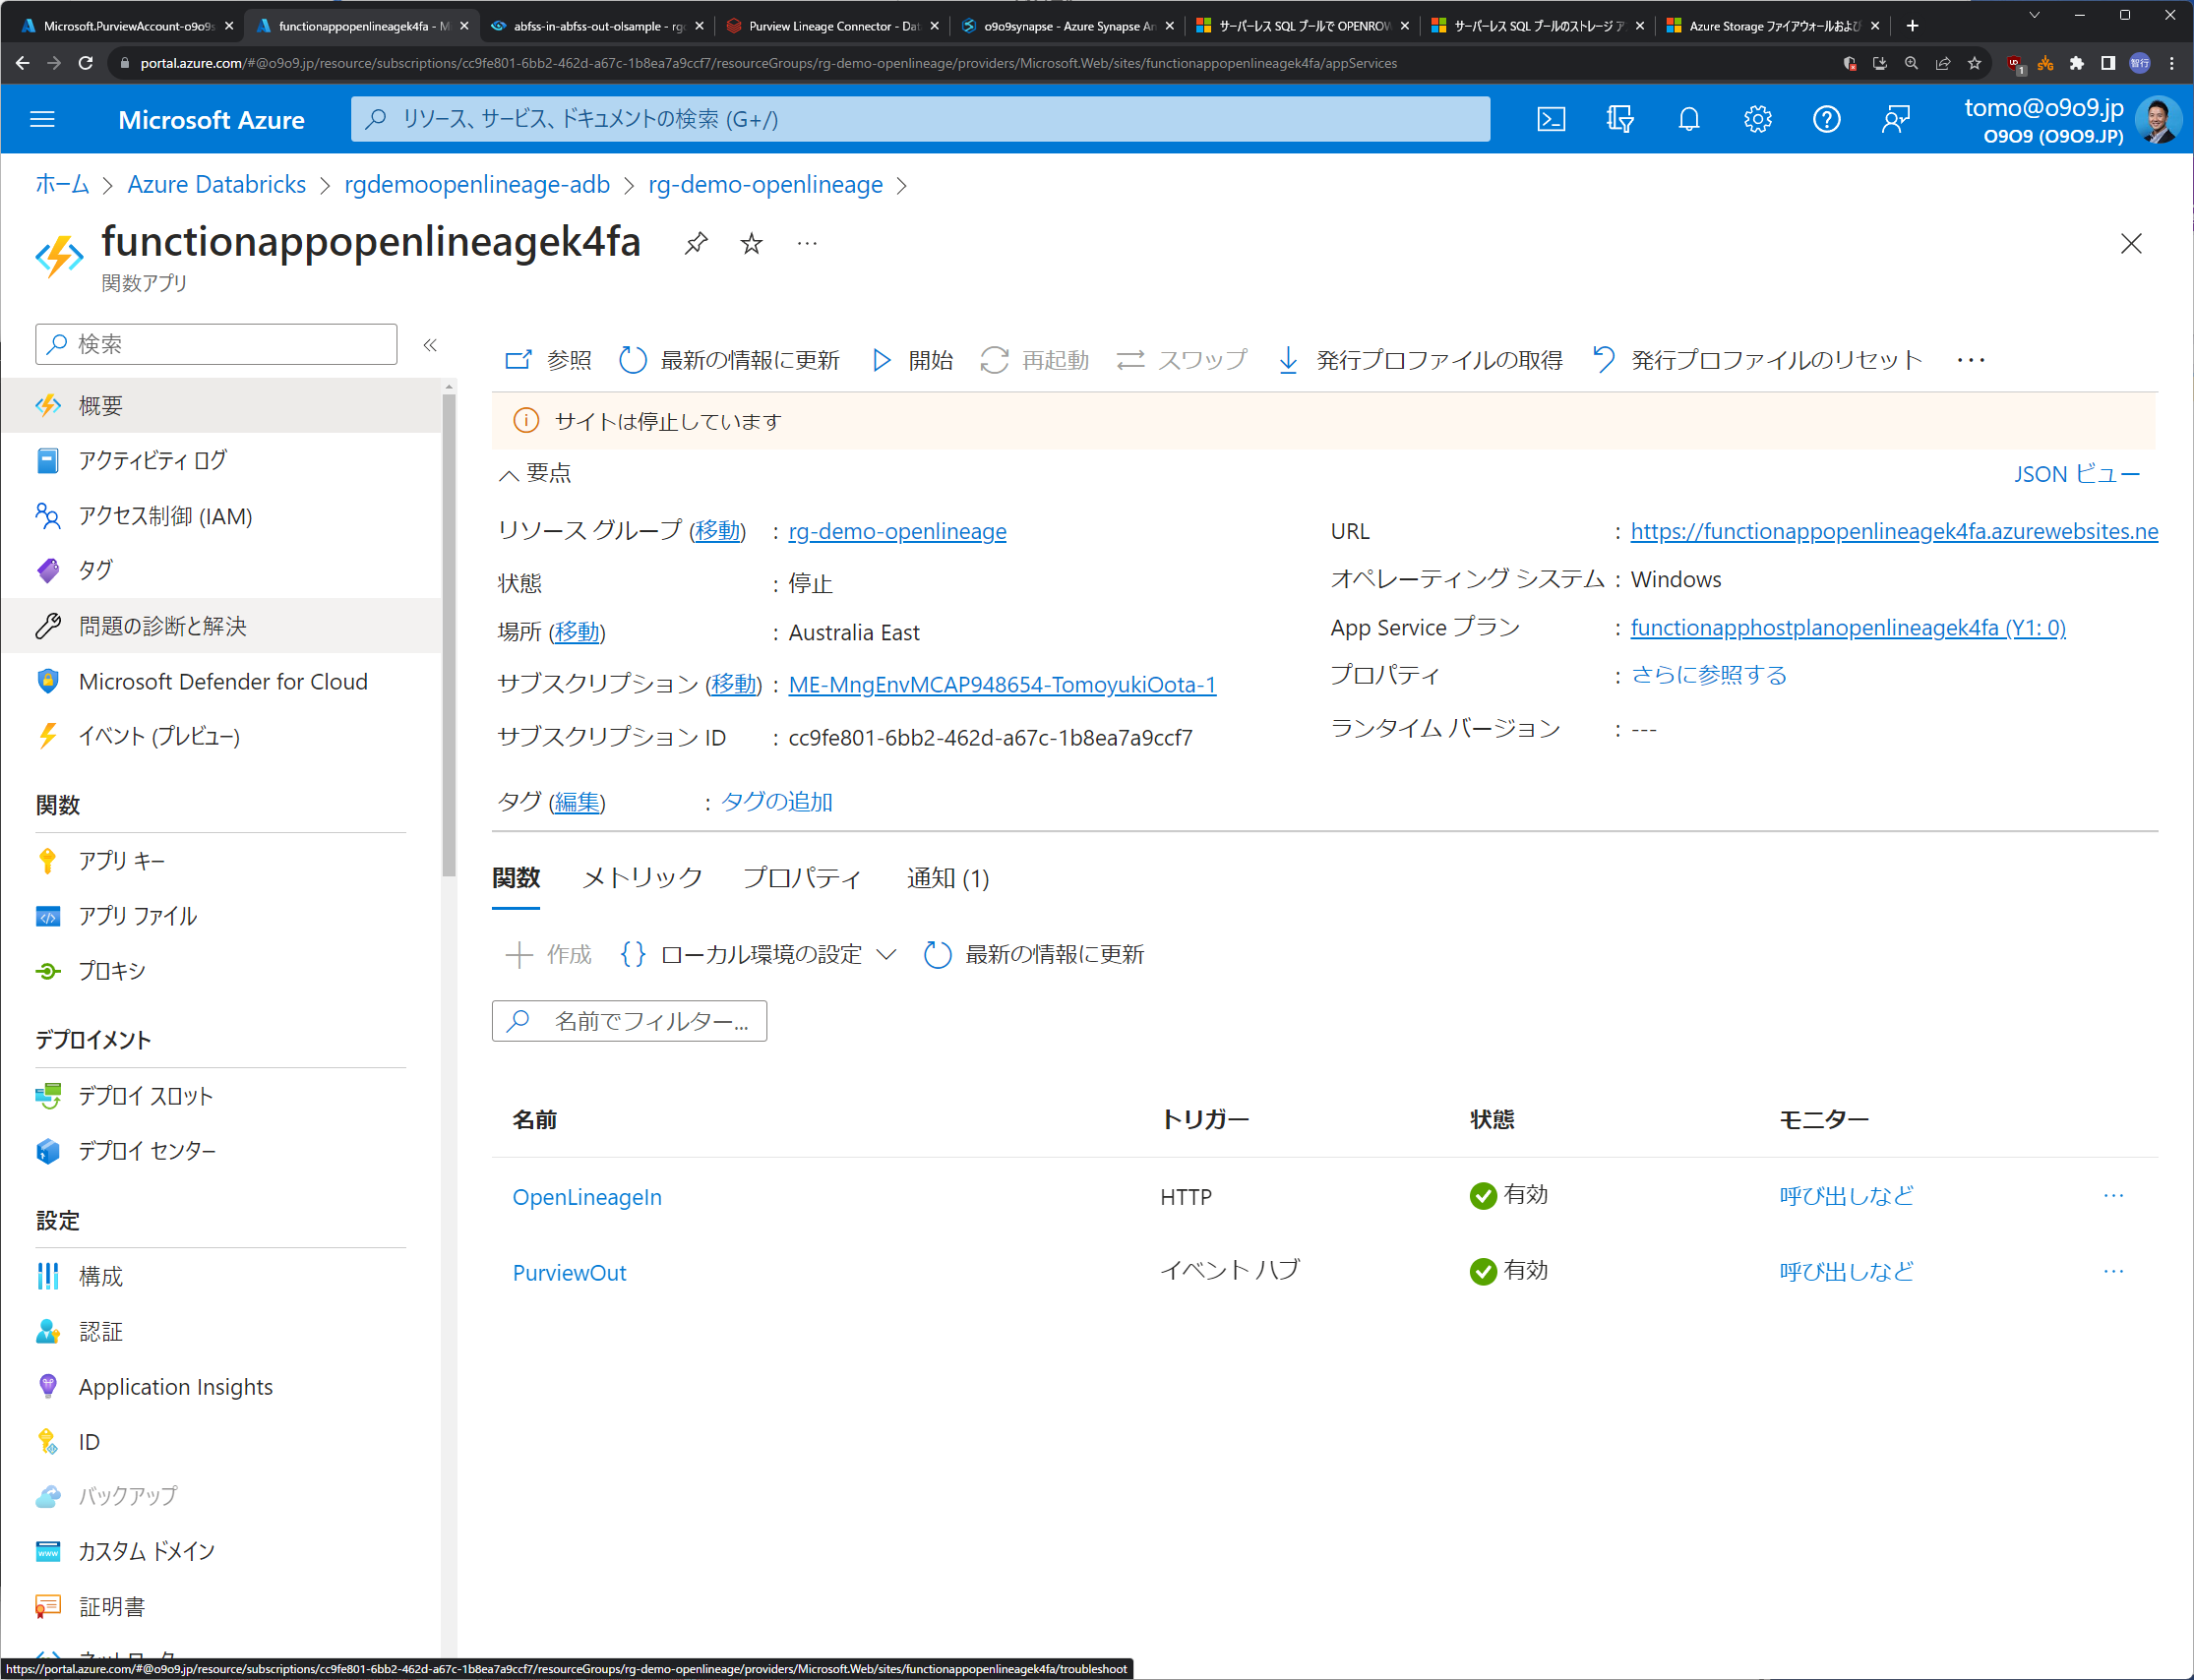 Microsoft.PurviewAccount-o9o9s
functionappopenlineagek4fa - M
abfss-in-abfss-out-olsample - rg
Purview Lineage Connector - Dat
o9o9synapse - Azure Synapse An
サーバーレス SQL プールで OPENROW
サーバーレス SQL プールのストレージ ア
Azure Storage ファイアウォールおよび
portal.azure.com/#@o9o9.jp/resource/subscriptions/cc9fe801-6bb2-462d-a67c-1b8ea7a9ccf7/resourceGroups/rg-demo-openlineage/providers/Microsoft.Web/sites/functionappopenlineagek4fa/appServices
1
智行
Microsoft Azure
リソース、サービス、ドキュメントの検索 (G+/)
tomo@o9o9.jp
O9O9 (O9O9.JP)
ホーム > Azure Databricks > rgdemoopenlineage-adb > rg-demo-openlineage >
functionappopenlineagek4fa
関数アプリ
検索
«
参照 最新の情報に更新 開始 再起動 スワップ 発行プロファイルの取得 発行プロファイルのリセット ...
サイトは停止しています
要点
JSON ビュー
リソース グループ (移動) : rg-demo-openlineage
状態 : 停止
場所 (移動) : Australia East
サブスクリプション (移動) : ME-MngEnvMCAP948654-TomoyukiOota-1
サブスクリプション ID : cc9fe801-6bb2-462d-a67c-1b8ea7a9ccf7
タグ (編集) : タグの追加
URL : https://functionappopenlineagek4fa.azurewebsites.ne
オペレーティング システム : Windows
App Service プラン : functionapphostplanopenlineagek4fa (Y1: 0)
プロパティ : さらに参照する
ランタイム バージョン : ---
概要
アクティビティ ログ
アクセス制御 (IAM)
タグ
問題の診断と解決
Microsoft Defender for Cloud
イベント (プレビュー)
関数
アプリ キー
アプリ ファイル
プロキシ
デプロイメント
デプロイ スロット
デプロイ センター
設定
構成
認証
Application Insights
ID
バックアップ
カスタム ドメイン
証明書
関数 メトリック プロパティ 通知 (1)
作成 ローカル環境の設定 最新の情報に更新
名前でフィルター...
名前 トリガー 状態 モニター
OpenLineageIn HTTP 有効 呼び出しなど ...
PurviewOut イベント ハブ 有効 呼び出しなど ...
https://portal.azure.com/#@o9o9.jp/resource/subscriptions/cc9fe801-6bb2-462d-a67c-1b8ea7a9ccf7/resourceGroups/rg-demo-openlineage/providers/Microsoft.Web/sites/functionappopenlineagek4fa/troubleshoot